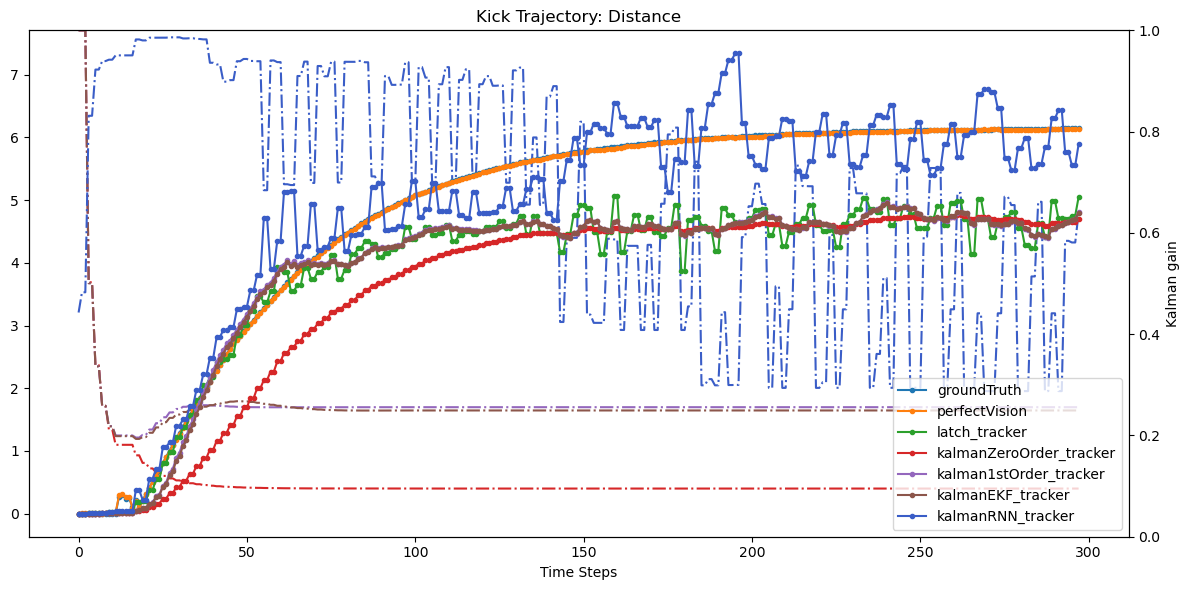 Kick Trajectory: Distance
7
6
5
4
3
2
1
0
1.0
0.8
0.6
0.4
0.2
0.0
Kalman gain
groundTruth
perfectVision
latch_tracker
kalmanZeroOrder_tracker
kalman1stOrder_tracker
kalmanEKF_tracker
kalmanRNN_tracker
0 50 100 150 200 250 300
Time Steps